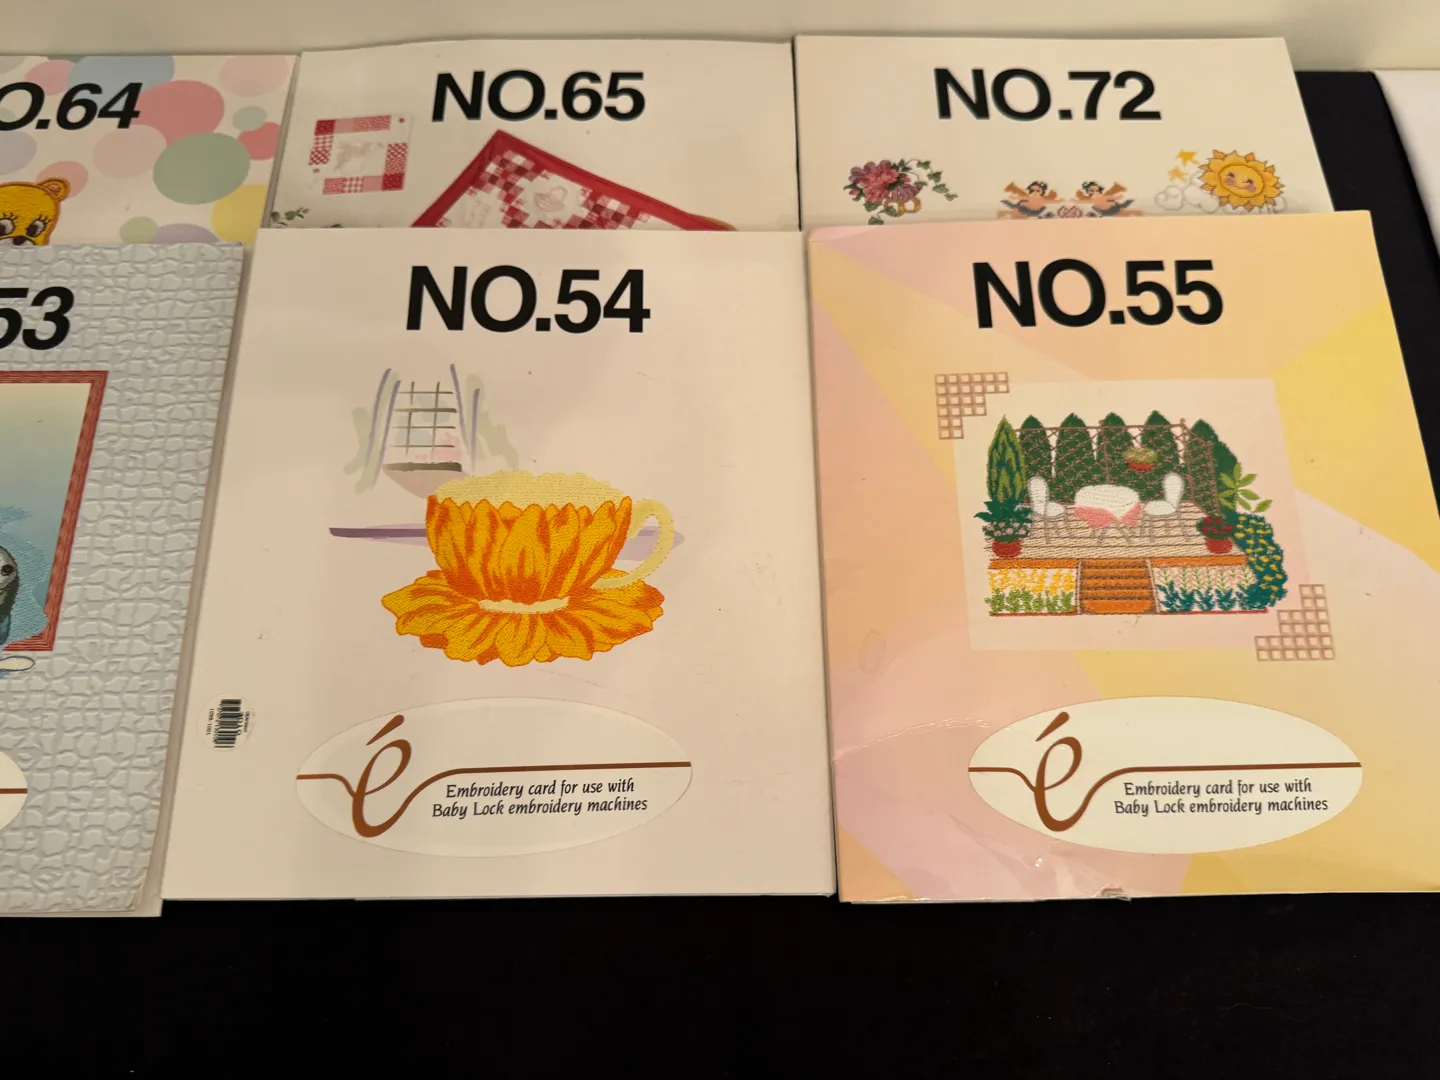 O.64
NO.65
NO.72
53
NO.54
NO.55
é
Embroidery card for use with
Baby Lock embroidery machines
é
Embroidery card for use with
Baby Lock embroidery machines